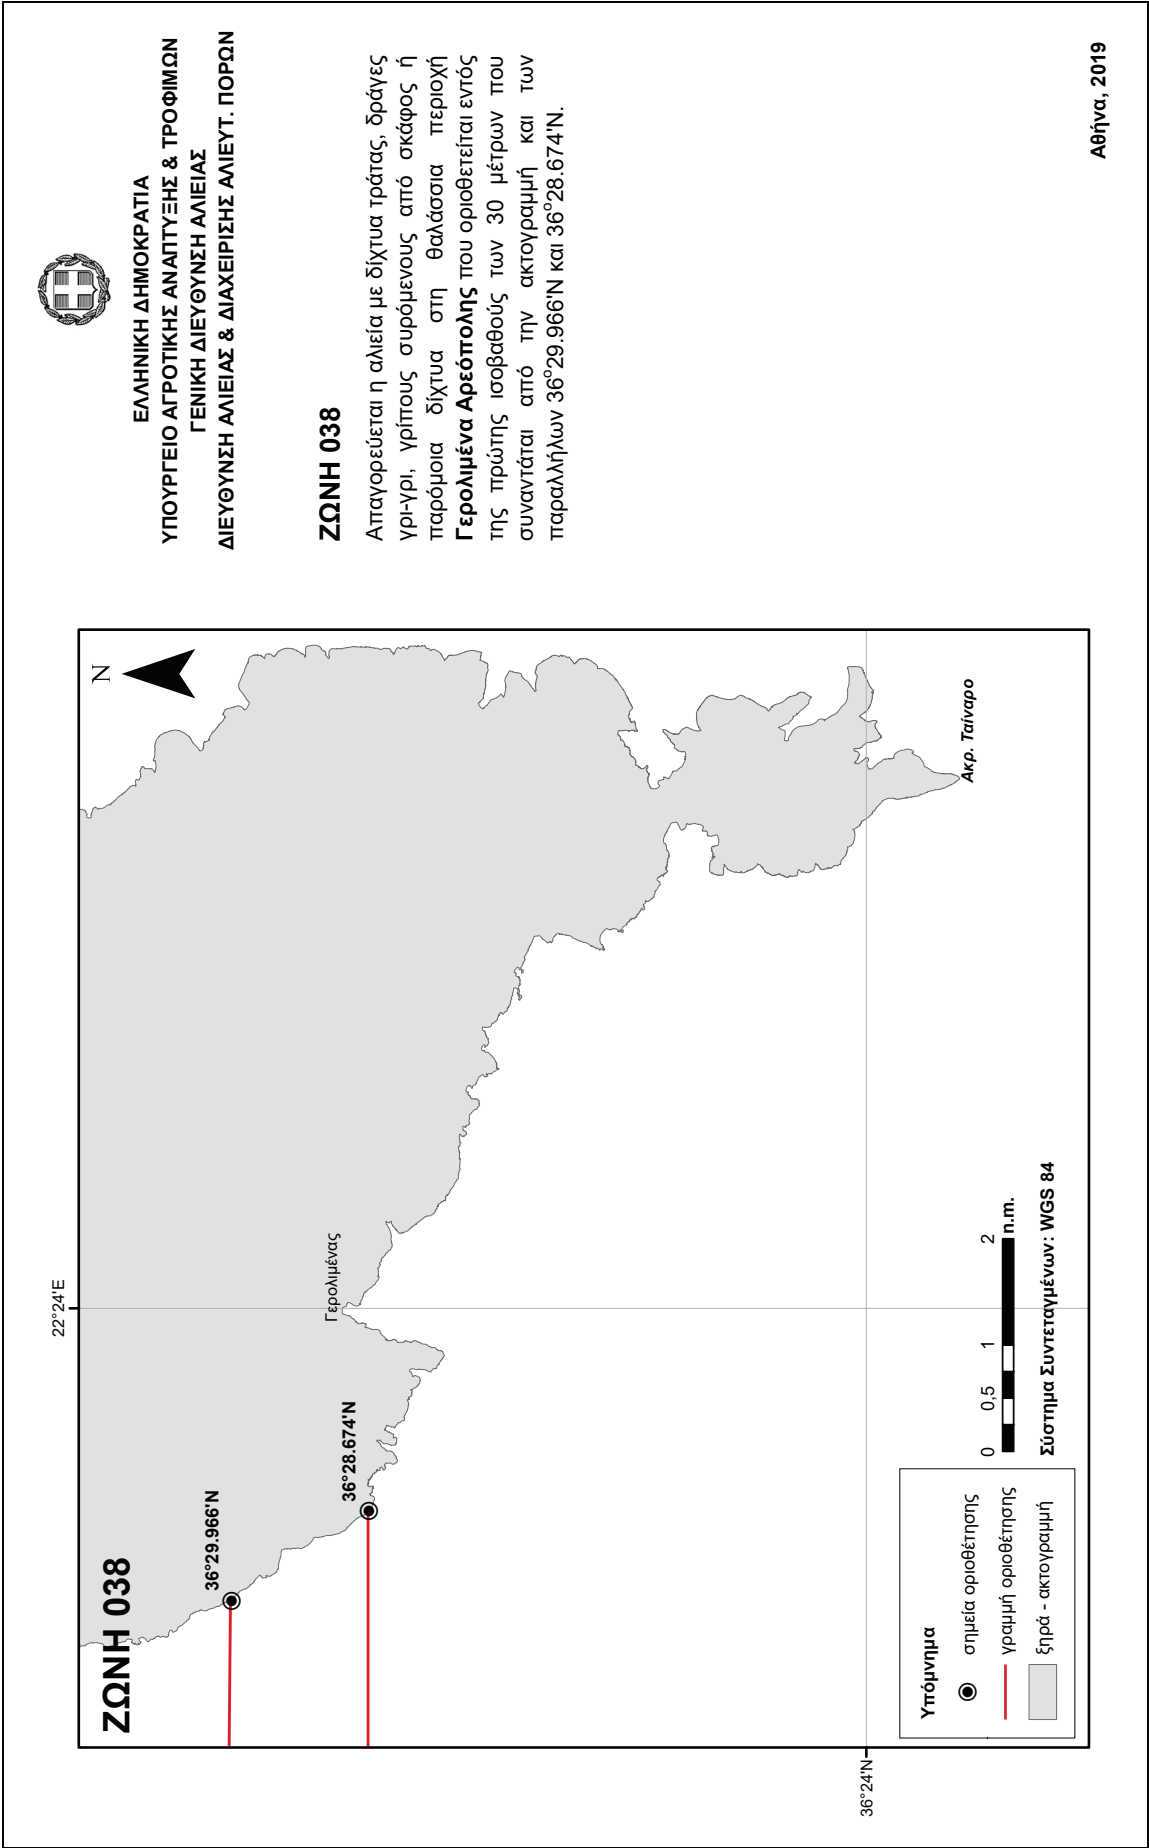 ΖΩΝΗ 038
22°24'E
N
36°29.966'N
36°28.674'N
Γερολιμένας
Ακρ. Ταίναρο
36°24'N
Υπόμνημα
σημεία οριοθέτησης
γραμμή οριοθέτησης
ξηρά - ακτογραμμή
0 0,5 1 2
n.m.
Σύστημα Συντεταγμένων: WGS 84
ΕΛΛΗΝΙΚΗ ΔΗΜΟΚΡΑΤΙΑ
ΥΠΟΥΡΓΕΙΟ ΑΓΡΟΤΙΚΗΣ ΑΝΑΠΤΥΞΗΣ & ΤΡΟΦΙΜΩΝ
ΓΕΝΙΚΗ ΔΙΕΥΘΥΝΣΗ ΑΛΙΕΙΑΣ
ΔΙΕΥΘΥΝΣΗ ΑΛΙΕΙΑΣ & ΔΙΑΧΕΙΡΙΣΗΣ ΑΛΙΕΥΤ. ΠΟΡΩΝ
ΖΩΝΗ 038
Απαγορεύεται η αλιεία με δίχτυα τράτας, δράγες
γρι-γρι, γρίπους συρόμενους από σκάφος ή
παρόμοια δίχτυα στη θαλάσσια περιοχή
Γερολιμένα Αρεόπολης που οριοθετείται εντός
της πρώτης ισοβαθούς των 30 μέτρων που
συναντάται από την ακτογραμμή και των
παραλλήλων 36°29.966'N και 36°28.674'N.
Αθήνα, 2019